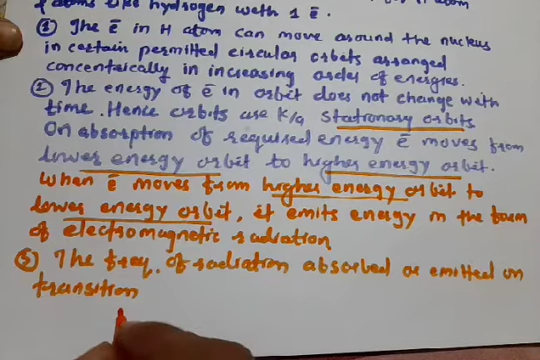 atoms like hydrogen with 1 ē.
① The ē in H atom can move around the nucleus
in certain permitted circular orbits arranged
concentrically in increasing order of energies.
② The energy of ē in orbit does not change with
time. Hence orbits are K/a stationary orbits
On absorption of required energy ē moves from
lower energy orbit to higher energy orbit.
When ē moves from higher energy orbit to
lower energy orbit, it emits energy in the form
of electromagnetic radiation
③ The freq. of radiation absorbed or emitted on
transition